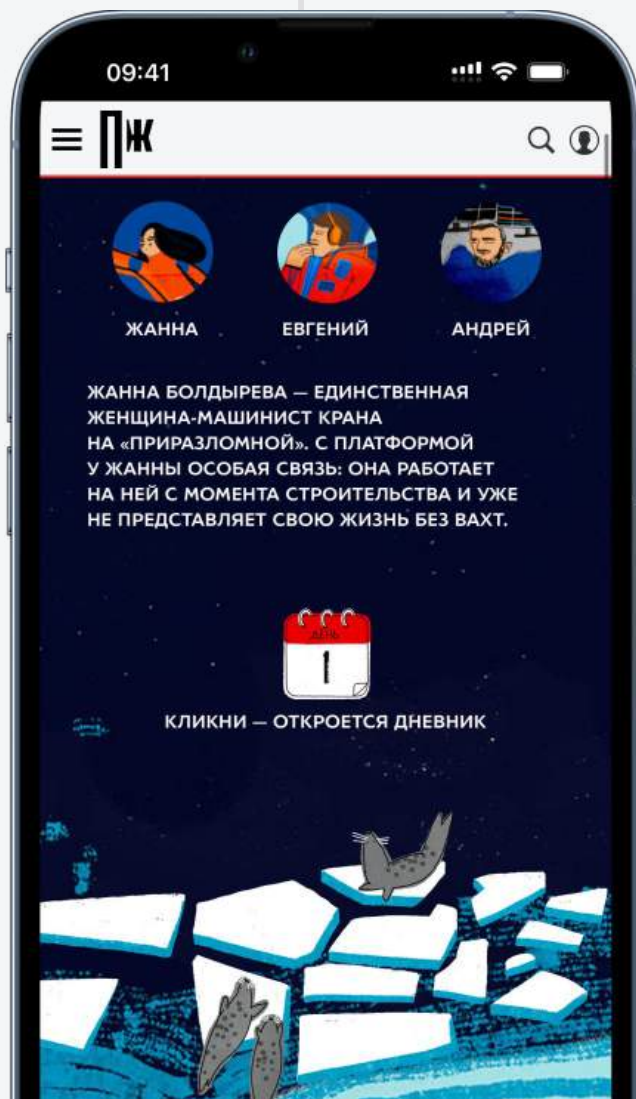 09:41
ПЖ
ЖАННА
ЕВГЕНИЙ
АНДРЕЙ
ЖАННА БОЛДЫРЕВА — ЕДИНСТВЕННАЯ
ЖЕНЩИНА-МАШИНИСТ КРАНА
НА «ПРИРАЗЛОМНОЙ». С ПЛАТФОРМОЙ
У ЖАННЫ ОСОБАЯ СВЯЗЬ: ОНА РАБОТАЕТ
НА НЕЙ С МОМЕНТА СТРОИТЕЛЬСТВА И УЖЕ
НЕ ПРЕДСТАВЛЯЕТ СВОЮ ЖИЗНЬ БЕЗ ВАХТ.
ДЕНЬ
1
КЛИКНИ — ОТКРОЕТСЯ ДНЕВНИК